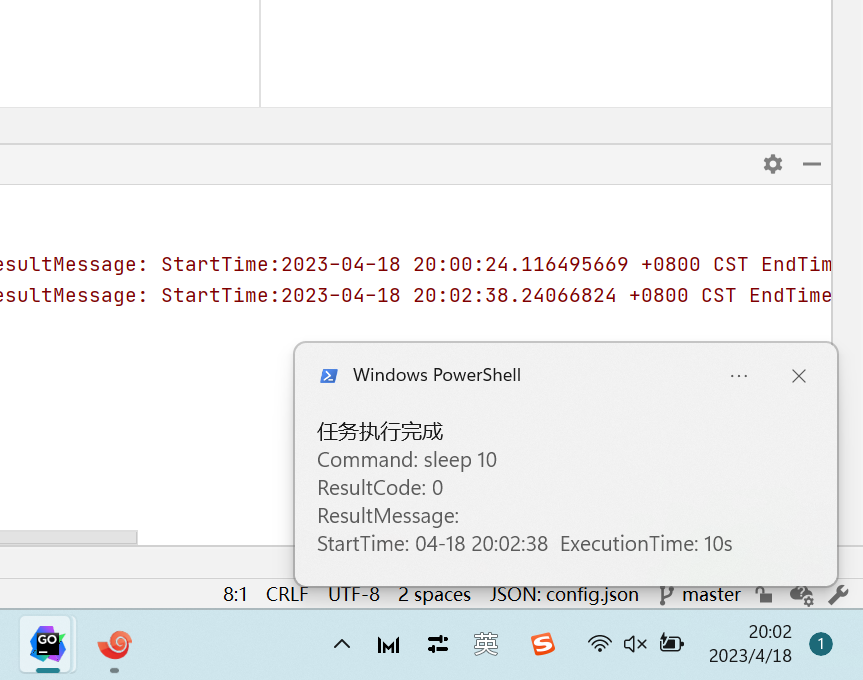 esultMessage: StartTime:2023-04-18 20:00:24.116495669 +0800 CST EndTim
esultMessage: StartTime:2023-04-18 20:02:38.24066824 +0800 CST EndTime
Windows PowerShell
任务执行完成
Command: sleep 10
ResultCode: 0
ResultMessage:
StartTime: 04-18 20:02:38 ExecutionTime: 10s
8:1 CRLF UTF-8 2 spaces JSON: config.json master
GO
英
20:02
2023/4/18
1